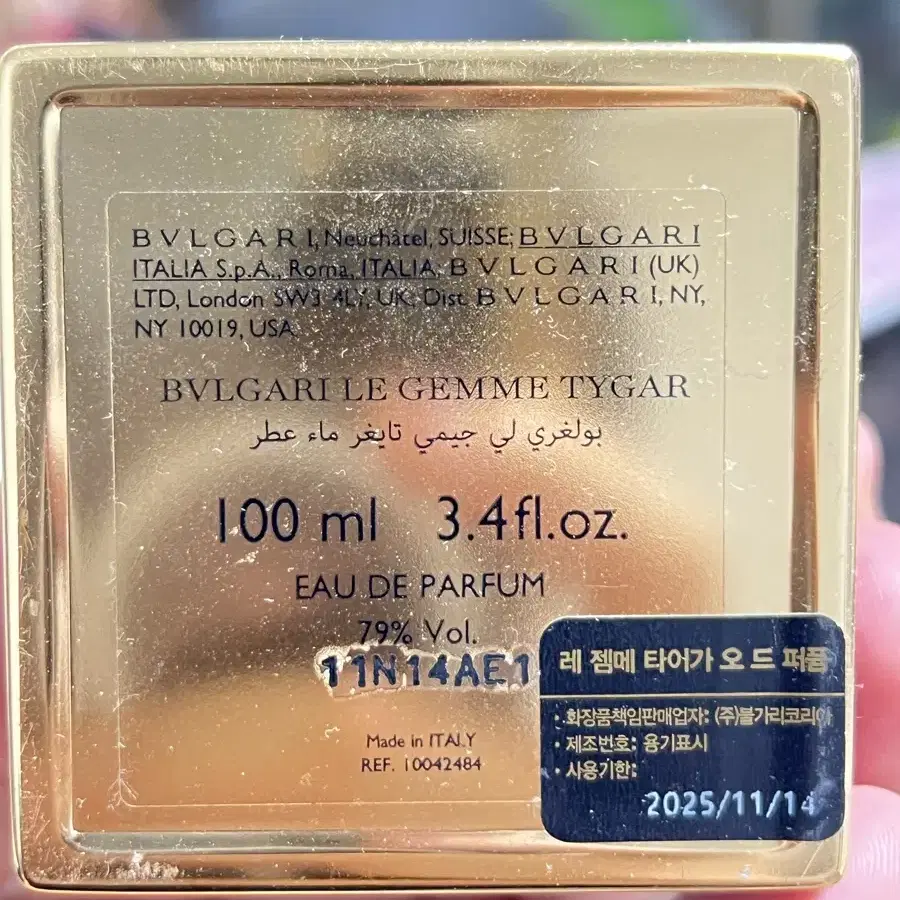 BVLGARI, Neuchâtel, SUISSE; BVLGARI
ITALIA S.p.A., Roma, ITALIA; BVLGARI (UK)
LTD, London SW3 4LY, UK; Dist. BVLGARI, NY,
NY 10019, USA
BVLGARI LE GEMME TYGAR
بولغري لي جيمي تايغر ماء عطر
100 ml 3.4fl.oz.
EAU DE PARFUM
79% Vol.
11N14AE1
Made in ITALY
REF. 10042484
레 젬메 타이가 오 드 퍼퓸
· 화장품책임판매업자: (주)불가리코리아
· 제조번호: 용기표시
· 사용기한:
2025/11/14